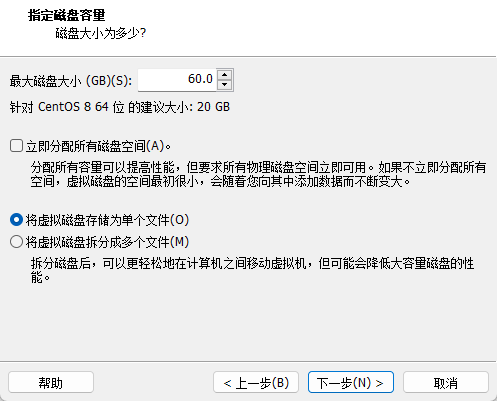 指定磁盘容量
磁盘大小为多少?
最大磁盘大小 (GB)(S): 60.0
针对 CentOS 8 64 位 的建议大小: 20 GB
立即分配所有磁盘空间(A)。
分配所有容量可以提高性能，但要求所有物理磁盘空间立即可用。如果不立即分配所有
空间，虚拟磁盘的空间最初很小，会随着您向其中添加数据而不断变大。
将虚拟磁盘存储为单个文件(O)
将虚拟磁盘拆分成多个文件(M)
拆分磁盘后，可以更轻松地在计算机之间移动虚拟机，但可能会降低大容量磁盘的性
能。
帮助 < 上一步(B) 下一步(N) > 取消